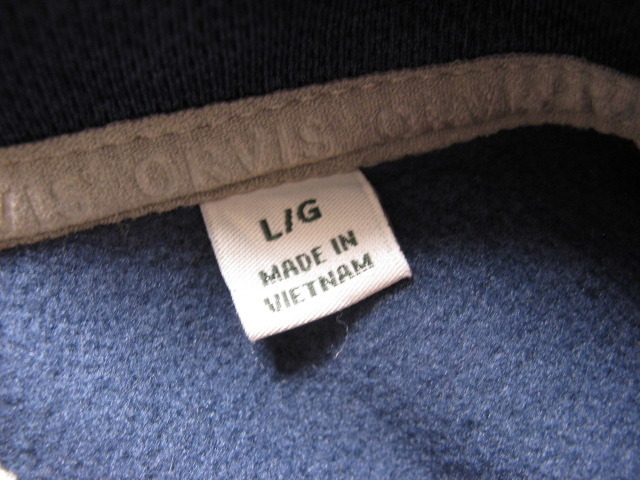 ORVIS ORVIS
L/G
MADE IN
VIETNAM